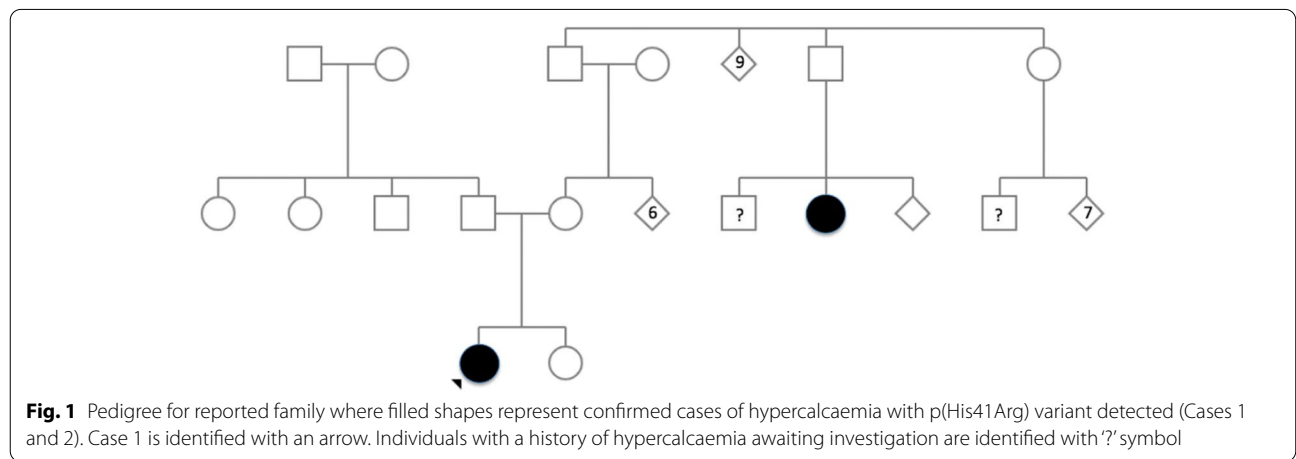 9
6
?
?
7
Fig. 1 Pedigree for reported family where filled shapes represent confirmed cases of hypercalcaemia with p(His41Arg) variant detected (Cases 1
and 2). Case 1 is identified with an arrow. Individuals with a history of hypercalcaemia awaiting investigation are identified with ‘?’ symbol